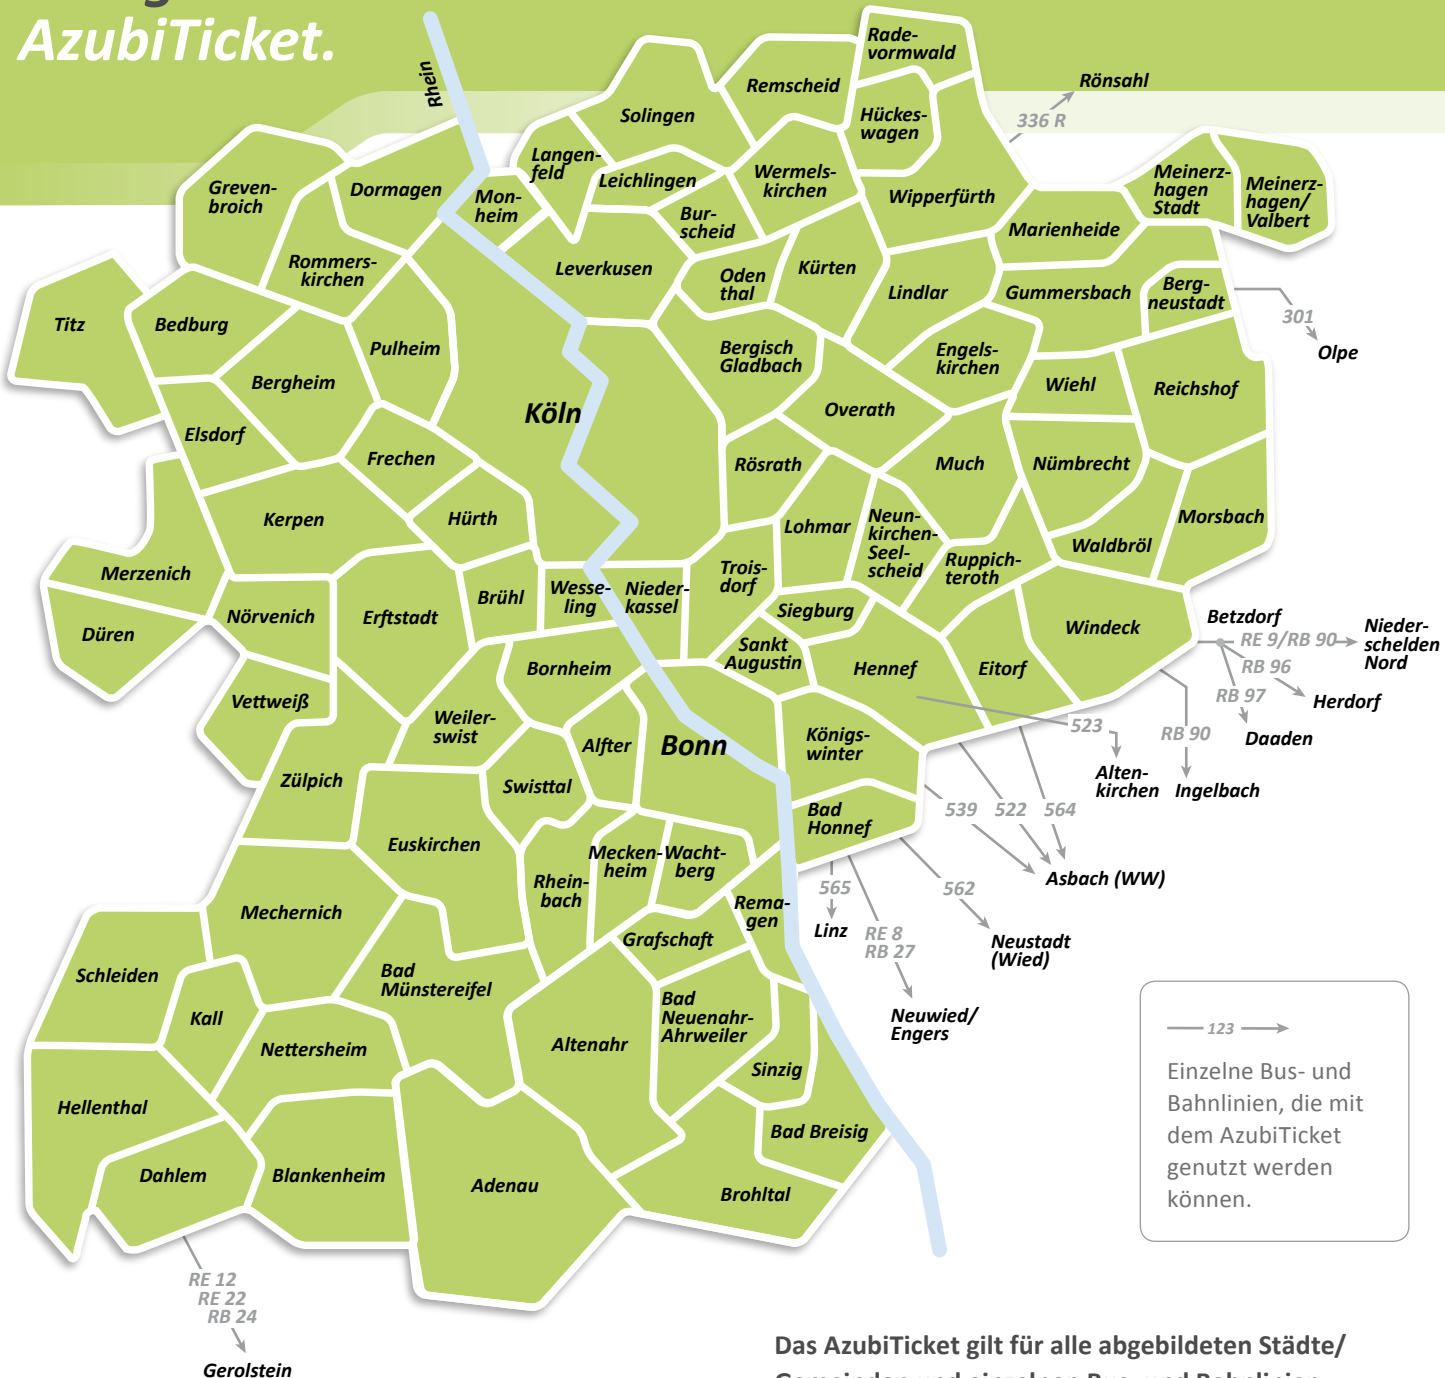 AzubiTicket.
Rhein
Rade-
vormwald
Remscheid
Rönsahl
336 R
Solingen
Hückes-
wagen
Langen-
feld
Leichlingen
Wermels-
kirchen
Wipperfürth
Meinerz-
hagen
Stadt
Meinerz-
hagen/
Valbert
Greven-
broich
Dormagen
Mon-
heim
Bur-
scheid
Marienheide
Rommers-
kirchen
Leverkusen
Oden
thal
Kürten
Lindlar
Gummersbach
Berg-
neustadt
301
Olpe
Titz
Bedburg
Pulheim
Bergheim
Bergisch
Gladbach
Engels-
kirchen
Wiehl
Reichshof
Köln
Overath
Elsdorf
Frechen
Rösrath
Much
Nümbrecht
Kerpen
Hürth
Lohmar
Neun-
kirchen-
Seel-
scheid
Morsbach
Waldbröl
Merzenich
Brühl
Wesse-
ling
Nieder-
kassel
Trois-
dorf
Ruppich-
teroth
Düren
Nörvenich
Erftstadt
Siegburg
Windeck
Betzdorf
RE 9/RB 90
Nieder-
schelden
Nord
RB 96
Herdorf
RB 97
Daaden
RB 90
Ingelbach
Bornheim
Sankt
Augustin
Hennef
Eitorf
Vettweiß
Weiler-
swist
Alfter
Bonn
Königs-
winter
523
Alten-
kirchen
Zülpich
Swisttal
Bad
Honnef
539
522
564
Asbach (WW)
Euskirchen
Mecken-
heim
Wacht-
berg
Rhein-
bach
Rema-
gen
565
Linz
562
Neustadt
(Wied)
RE 8
RB 27
Neuwied/
Engers
Mechernich
Grafschaft
Schleiden
Bad
Münstereifel
Kall
Bad
Neuenahr-
Ahrweiler
Nettersheim
Altenahr
Sinzig
Hellenthal
Bad Breisig
Dahlem
Blankenheim
Adenau
Brohltal
RE 12
RE 22
RB 24
Gerolstein
123
Einzelne Bus- und
Bahnlinien, die mit
dem AzubiTicket
genutzt werden
können.
Das AzubiTicket gilt für alle abgebildeten Städte/
Gemeinden und einzelnen Bus- und Bahnlinien